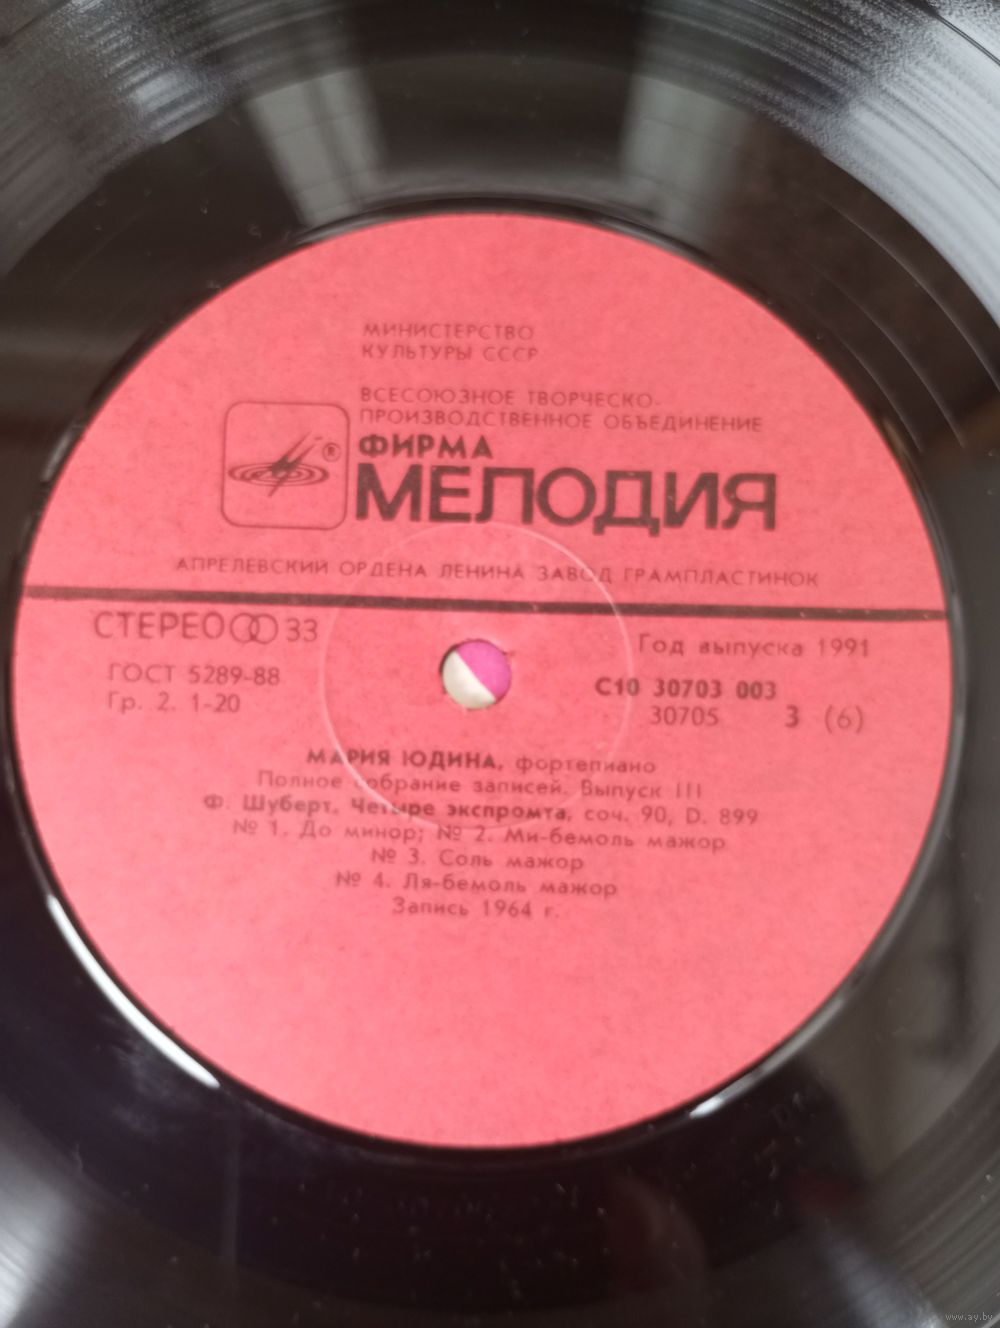 МИНИСТЕРСТВО
КУЛЬТУРЫ СССР
ВСЕСОЮЗНОЕ ТВОРЧЕСКО-
ПРОИЗВОДСТВЕННОЕ ОБЪЕДИНЕНИЕ
ФИРМА
® МЕЛОДИЯ
АПРЕЛЕВСКИЙ ОРДЕНА ЛЕНИНА ЗАВОД ГРАМПЛАСТИНОК
СТЕРЕО 33
Год выпуска 1991
ГОСТ 5289-88
С10 30703 003
Гр. 2. 1-20
30705 3 (6)
МАРИЯ ЮДИНА, фортепиано
Полное собрание записей. Выпуск III
Ф. Шуберт. Четыре экспромта, соч. 90, D. 899
№ 1. До минор; № 2. Ми-бемоль мажор
№ 3. Соль мажор
№ 4. Ля-бемоль мажор
Запись 1964 г.
www.ay.by